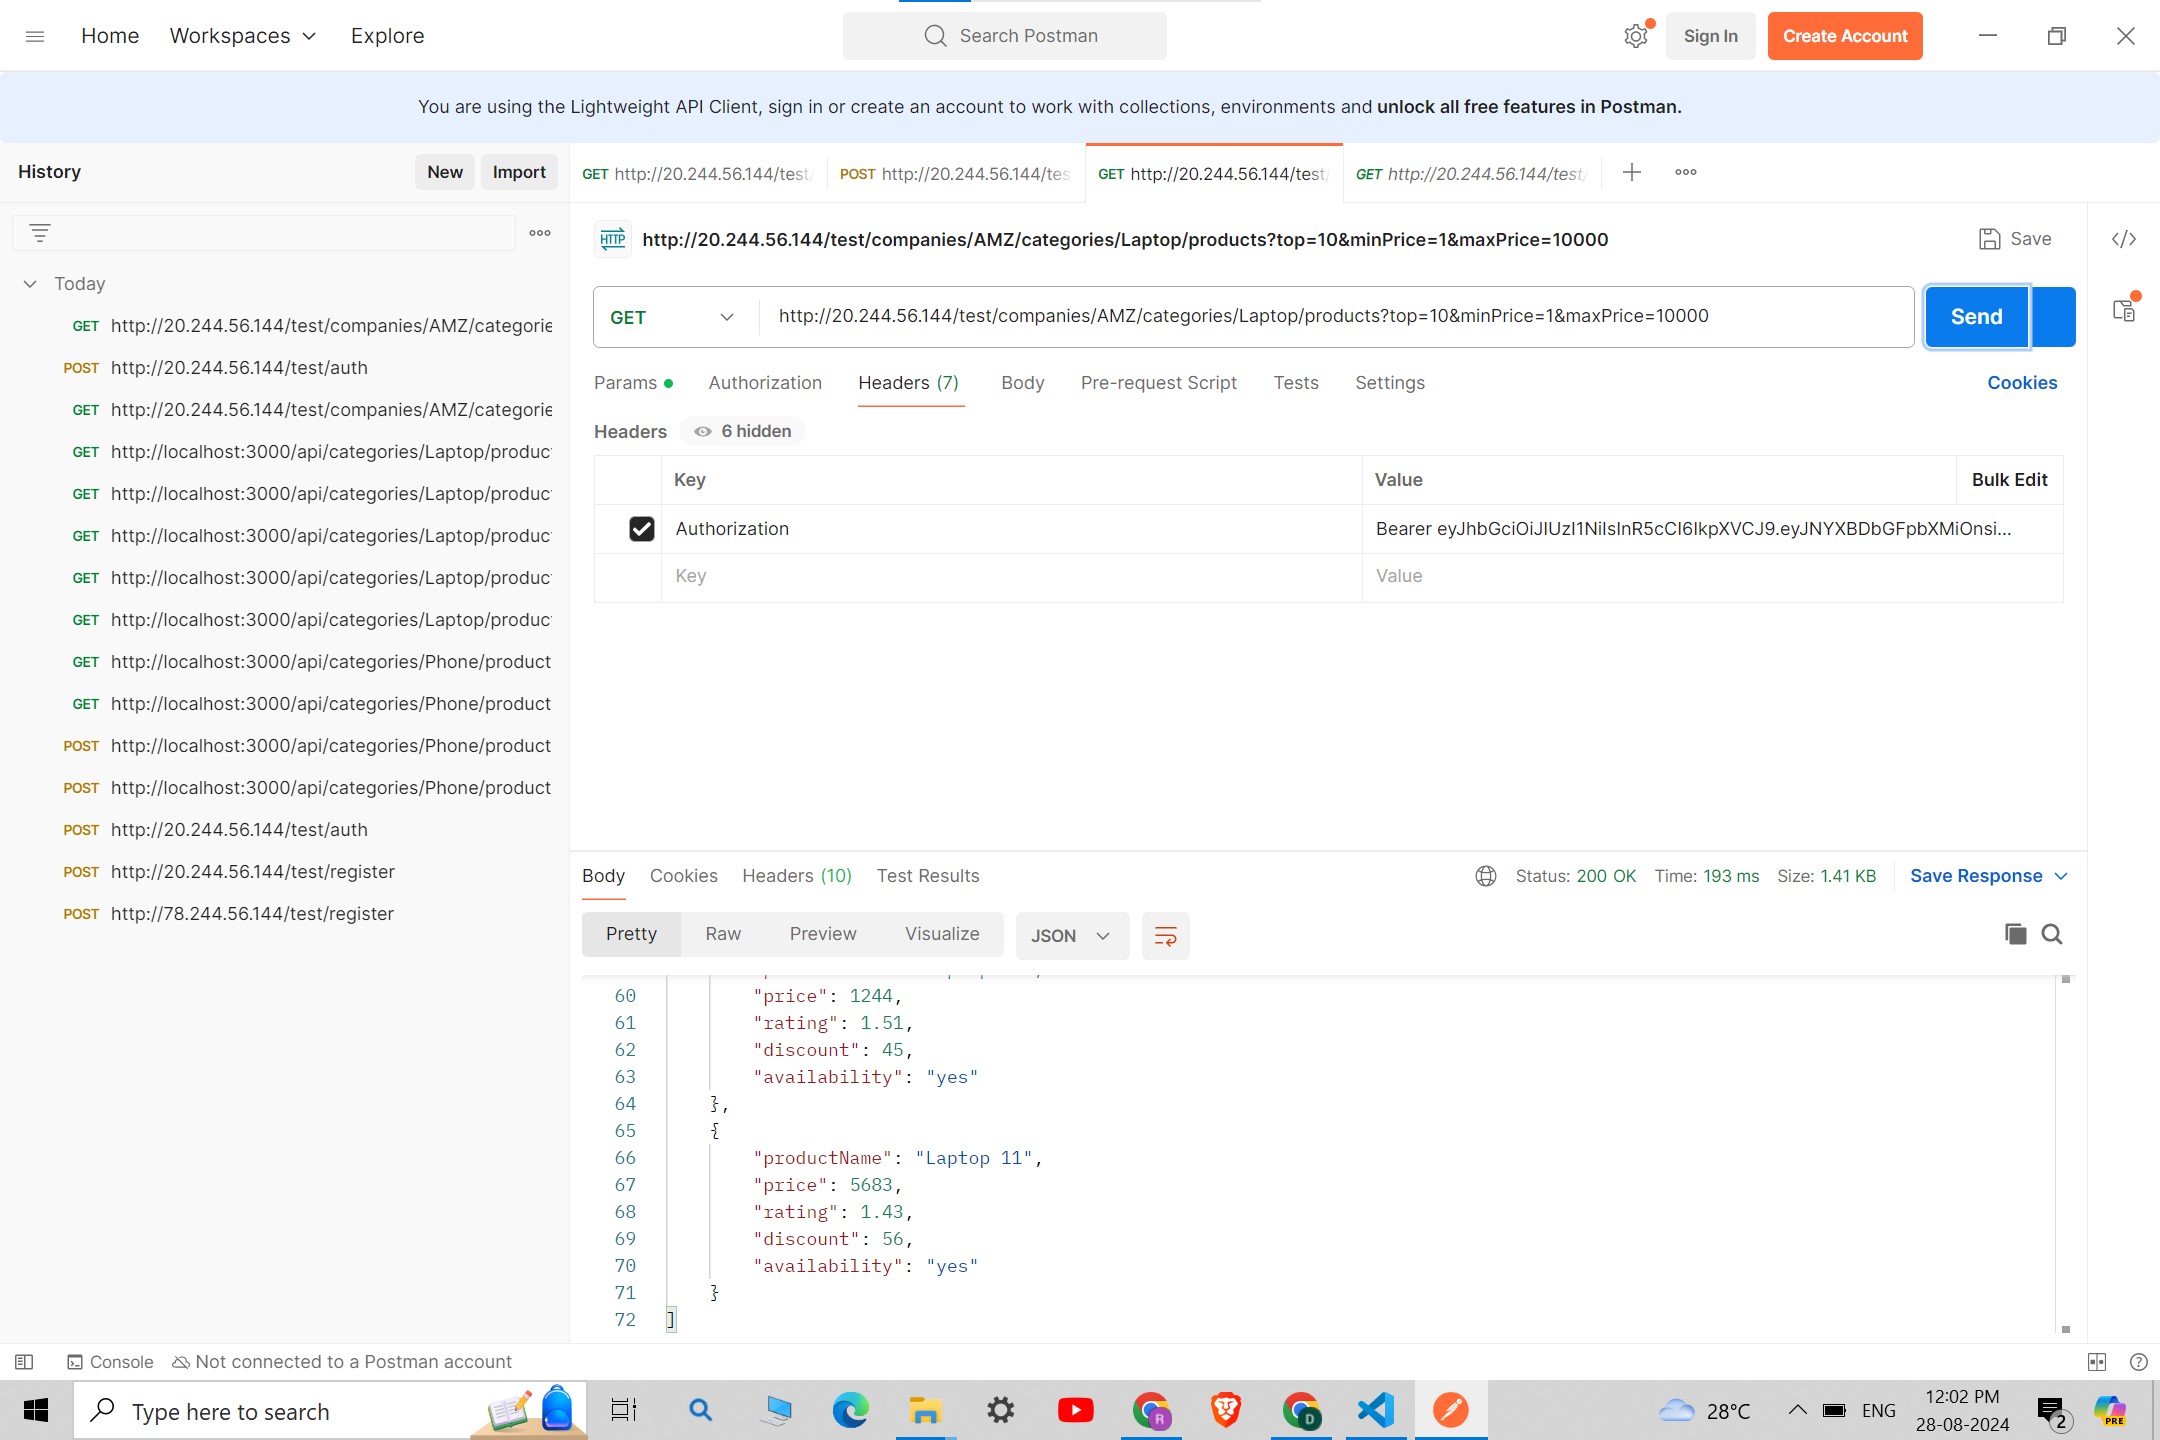 Home Workspaces Explore
Search Postman
Sign In
Create Account
You are using the Lightweight API Client, sign in or create an account to work with collections, environments and unlock all free features in Postman.
History
New
Import
GET http://20.244.56.144/test/
POST http://20.244.56.144/tes
GET http://20.244.56.144/test/
GET http://20.244.56.144/test/
HTTP http://20.244.56.144/test/companies/AMZ/categories/Laptop/products?top=10&minPrice=1&maxPrice=10000
Save
Today
GET http://20.244.56.144/test/companies/AMZ/categorie
POST http://20.244.56.144/test/auth
GET http://20.244.56.144/test/companies/AMZ/categorie
GET http://localhost:3000/api/categories/Laptop/produc
GET http://localhost:3000/api/categories/Laptop/produc
GET http://localhost:3000/api/categories/Laptop/produc
GET http://localhost:3000/api/categories/Laptop/produc
GET http://localhost:3000/api/categories/Laptop/produc
GET http://localhost:3000/api/categories/Phone/product
GET http://localhost:3000/api/categories/Phone/product
POST http://localhost:3000/api/categories/Phone/product
POST http://localhost:3000/api/categories/Phone/product
POST http://20.244.56.144/test/auth
POST http://20.244.56.144/test/register
POST http://78.244.56.144/test/register
GET http://20.244.56.144/test/companies/AMZ/categories/Laptop/products?top=10&minPrice=1&maxPrice=10000
Send
Params Authorization Headers (7) Body Pre-request Script Tests Settings
Cookies
Headers 6 hidden
Key Value Bulk Edit
Authorization Bearer eyJhbGciOiJIUzI1NiIsInR5cCI6IkpXVCJ9.eyJNYXBDbGFpbXMiOnsi...
Key Value
Body Cookies Headers (10) Test Results
Status: 200 OK Time: 193 ms Size: 1.41 KB
Save Response
Pretty Raw Preview Visualize JSON
60 "price": 1244,
61 "rating": 1.51,
62 "discount": 45,
63 "availability": "yes"
64 },
65 {
66 "productName": "Laptop 11",
67 "price": 5683,
68 "rating": 1.43,
69 "discount": 56,
70 "availability": "yes"
71 }
72 ]
Console Not connected to a Postman account
Type here to search
R
D
28°C
ENG
12:02 PM
28-08-2024
2
PRE